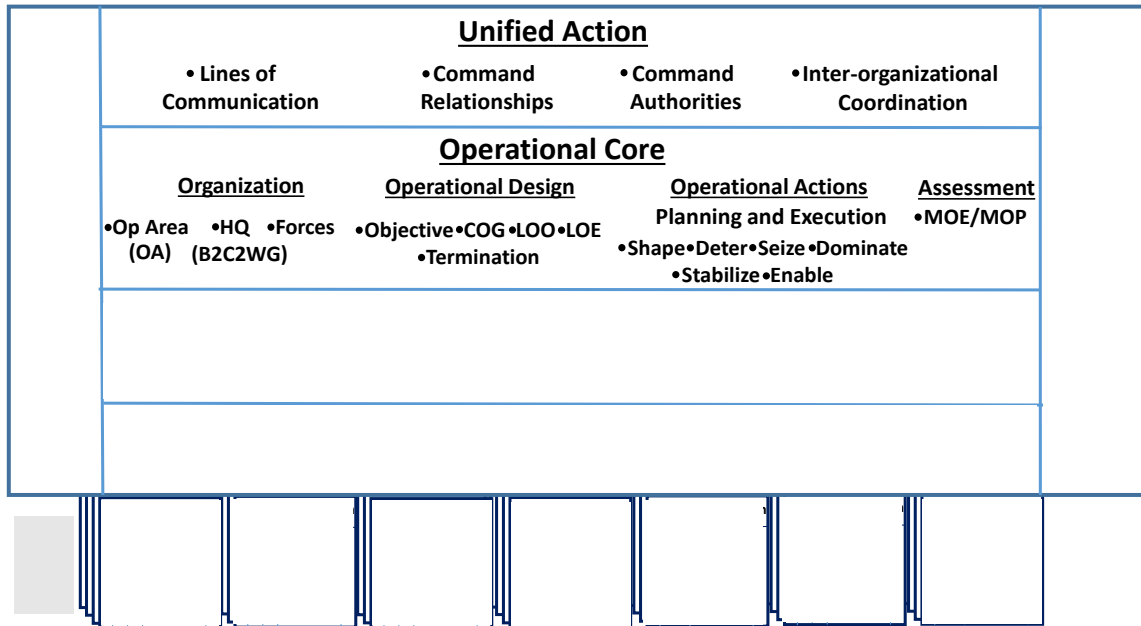 Unified Action
•Lines of Communication
•Command Relationships
•Command Authorities
•Inter-organizational Coordination
Operational Core
Organization
•Op Area (OA) •HQ (B2C2WG) •Forces
Operational Design
•Objective•COG•LOO•LOE
•Termination
Operational Actions
Planning and Execution
•Shape•Deter•Seize•Dominate
•Stabilize•Enable
Assessment
•MOE/MOP